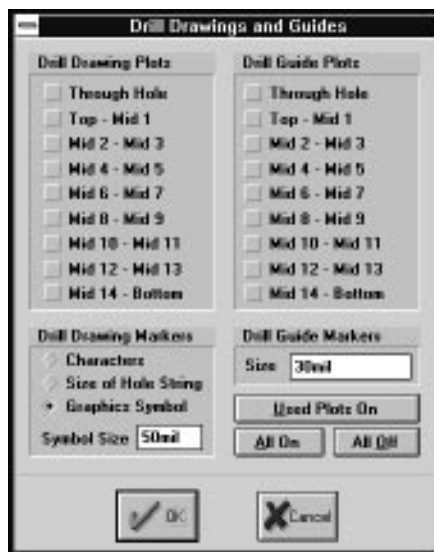 Drill Drawings and Guides
Drill Drawing Plots
Through Hole
Top - Mid 1
Mid 2 - Mid 3
Mid 4 - Mid 5
Mid 6 - Mid 7
Mid 8 - Mid 9
Mid 10 - Mid 11
Mid 12 - Mid 13
Mid 14 - Bottom
Drill Guide Plots
Through Hole
Top - Mid 1
Mid 2 - Mid 3
Mid 4 - Mid 5
Mid 6 - Mid 7
Mid 8 - Mid 9
Mid 10 - Mid 11
Mid 12 - Mid 13
Mid 14 - Bottom
Drill Drawing Markers
Characters
Size of Hole String
Graphics Symbol
Symbol Size 50mil
Drill Guide Markers
Size 30mil
Used Plots On
All On All Off
OK Cancel